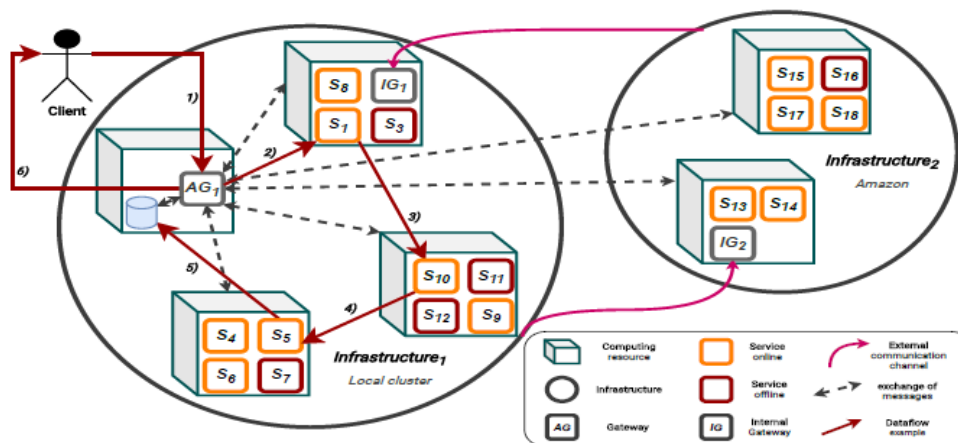 Client
1)
6)
AG1
S8
IG1
S1
S3
2)
3)
S10
S11
S12
S9
4)
5)
S4
S5
S6
S7
Infrastructure1
Local cluster
S15
S16
S17
S18
Infrastructure2
Amazon
S13
S14
IG2
Computing
resource
Service
online
External
communication
channel
Infrastructure
Service
offline
exchange of
messages
AG
Gateway
IG
Internal
Gateway
Dataflow
example